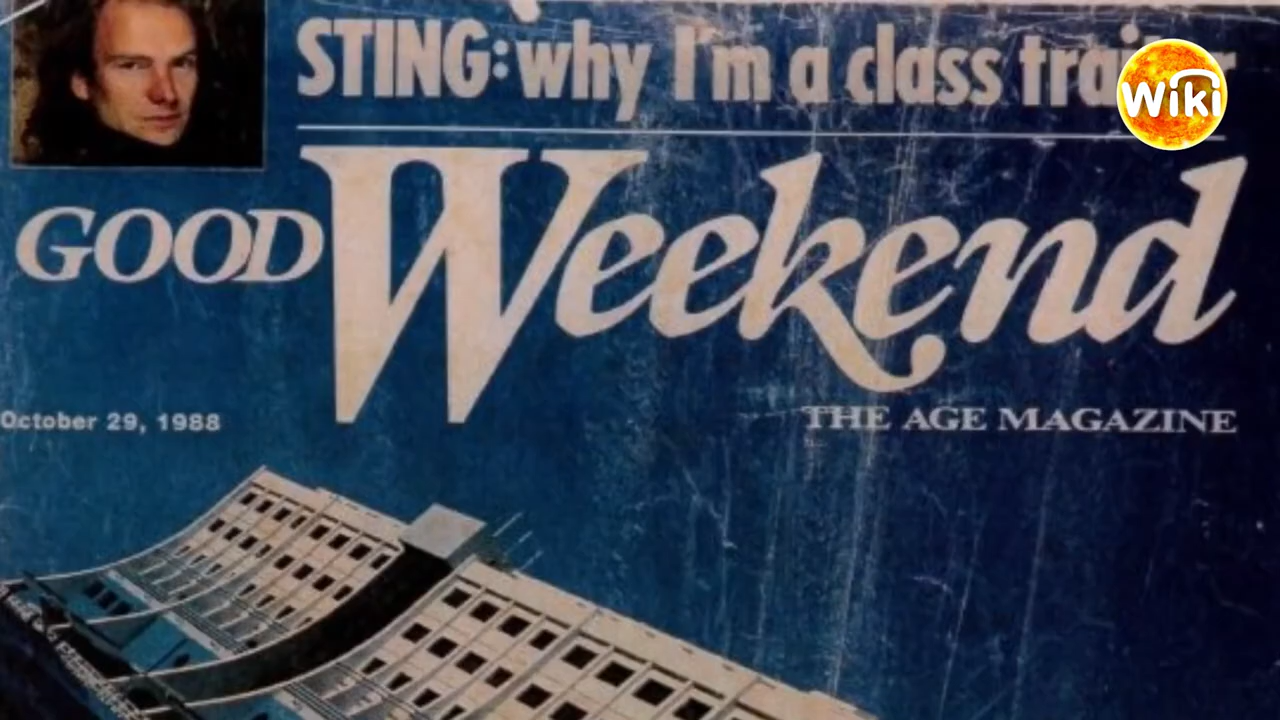 STING: why I'm a class
GOOD Weekend
October 29, 1988
THE AGE MAGAZINE
Wiki